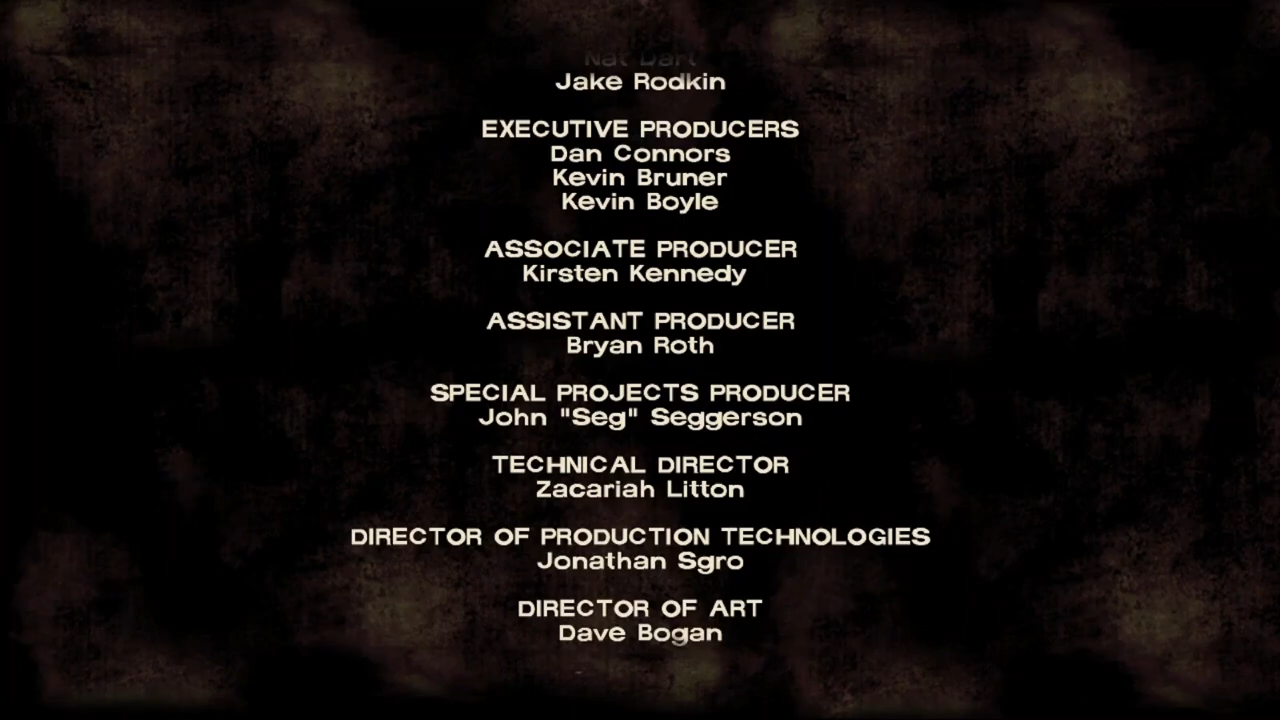 Nat Dart
Jake Rodkin
EXECUTIVE PRODUCERS
Dan Connors
Kevin Bruner
Kevin Boyle
ASSOCIATE PRODUCER
Kirsten Kennedy
ASSISTANT PRODUCER
Bryan Roth
SPECIAL PROJECTS PRODUCER
John "Seg" Seggerson
TECHNICAL DIRECTOR
Zacariah Litton
DIRECTOR OF PRODUCTION TECHNOLOGIES
Jonathan Sgro
DIRECTOR OF ART
Dave Bogan